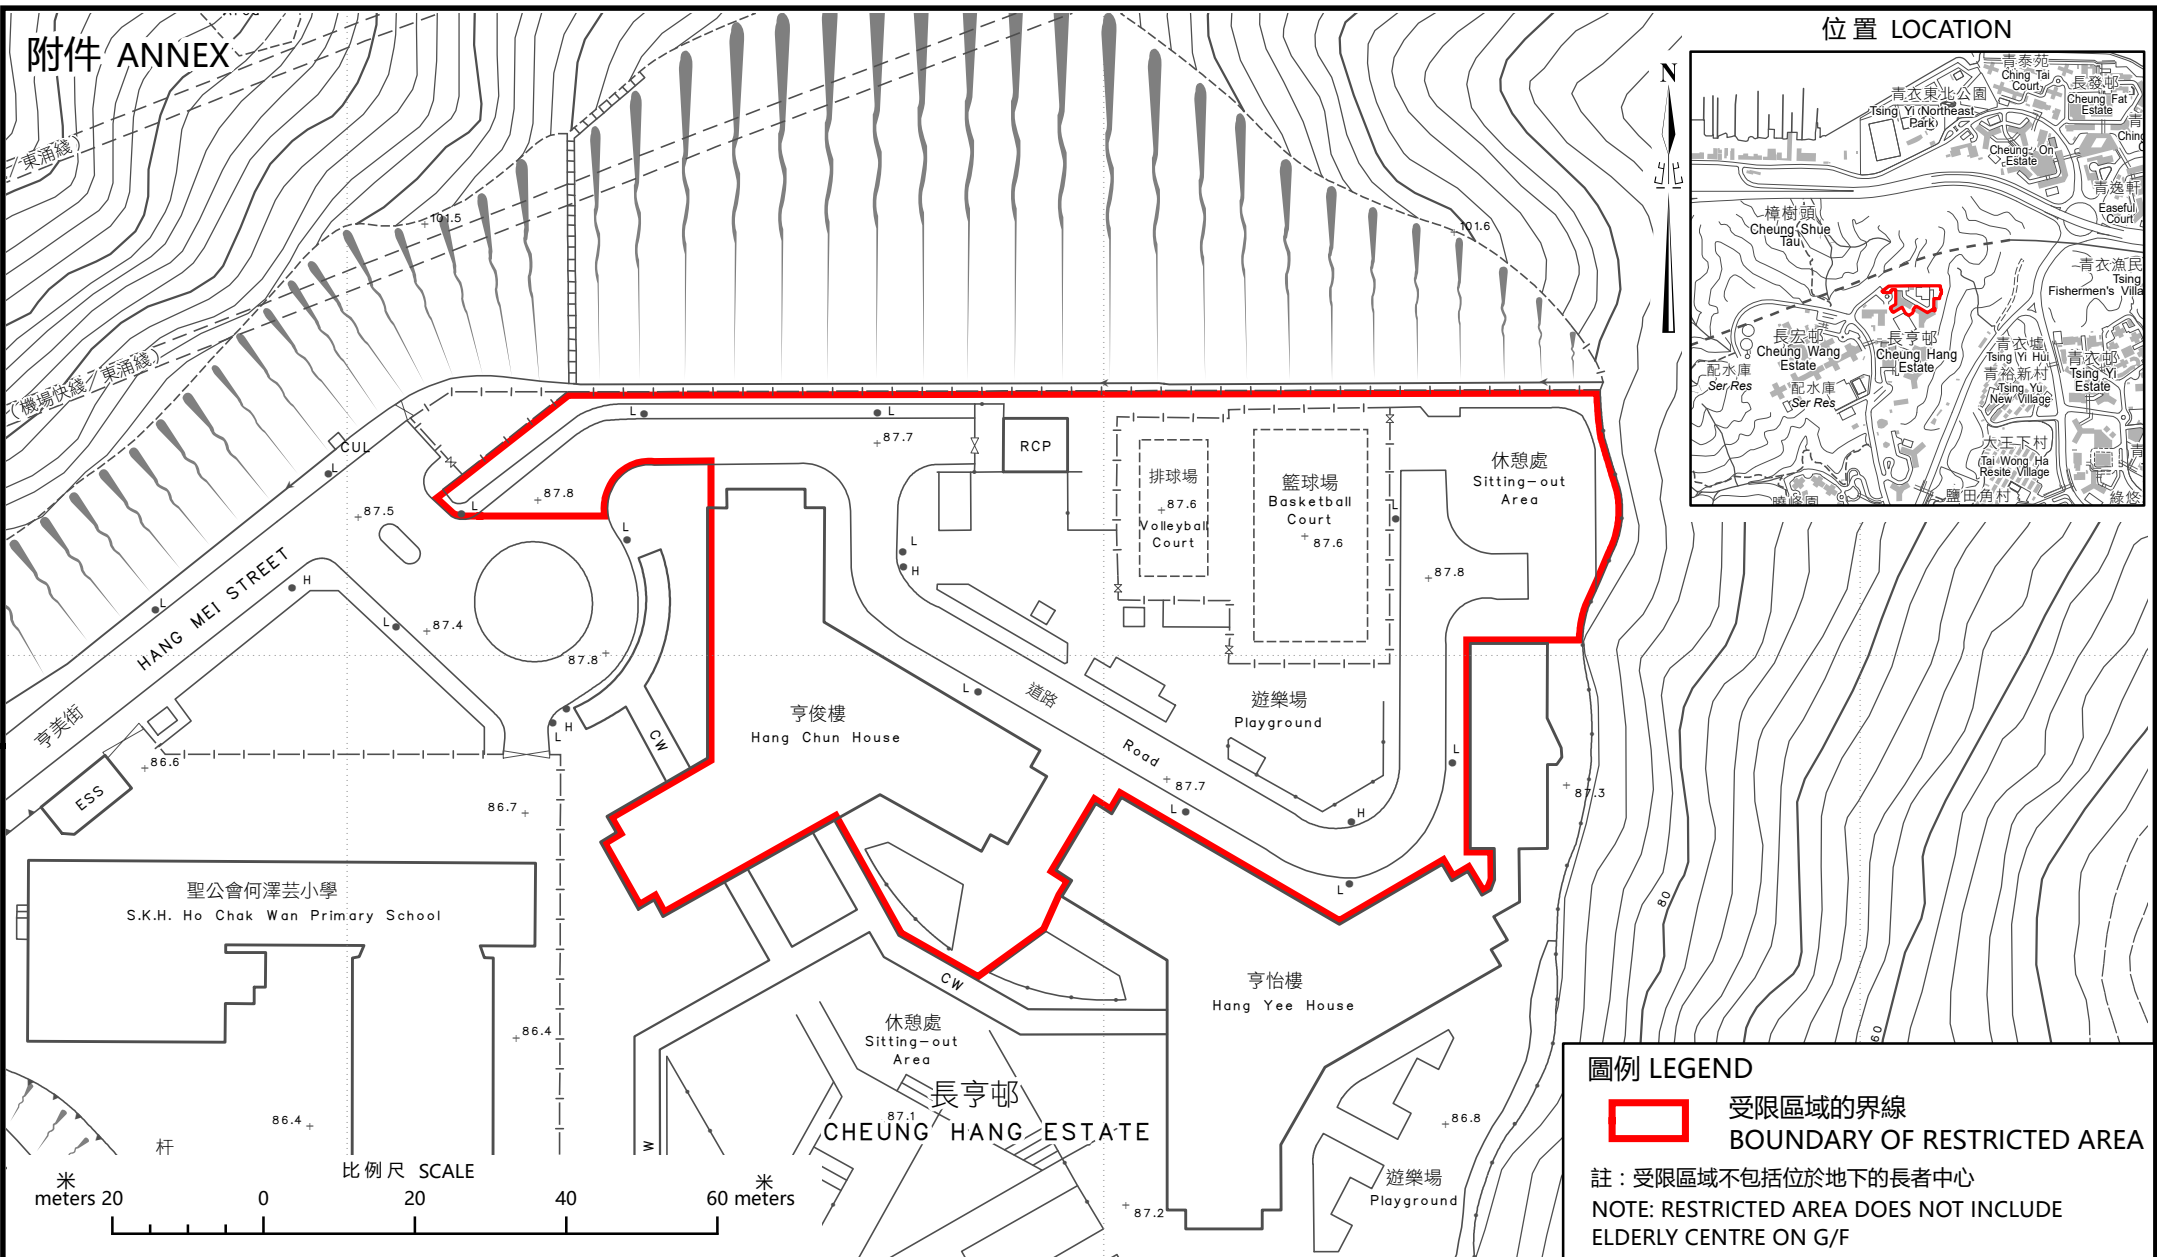 附件 ANNEX
位置 LOCATION
青泰苑
Ching Tai
Court
長發邨
Cheung Fat
Estate
青衣東北公園
Tsing Yi Northeast
Park
青
Ching
Cheung On
Estate
青逸軒
Easeful
Court
樟樹頭
Cheung Shue
Tau
青衣漁民
Tsing
Fishermen's Villa
長宏邨
Cheung Wang
Estate
長亨邨
Cheung Hang
Estate
青衣墟
Tsing Yi Hui
青衣邨
Tsing Yi
Estate
青裕新村
Tsing Yu
New Village
配水庫
Ser Res
配水庫
Ser Res
大王下村
Tai Wong Ha
Resite Village
鹽田角村
曉峰園
綠悠
青
N
北
東涌綫)
(機場快綫/東涌綫)
101.5
101.6
CUL
L
L
L
87.7
RCP
87.8
L
87.5
L
排球場
87.6
Volleyball
Court
籃球場
Basketball
Court
87.6
L
休憩處
Sitting-out
Area
87.8
L
H
HANG MEI STREET
亨美街
L
H
L
87.4
87.8
L
H
CW
亨俊樓
Hang Chun House
L
道路
Road
87.7
L
遊樂場
Playground
H
L
L
87.3
86.6
ESS
86.7
聖公會何澤芸小學
S.K.H. Ho Chak Wan Primary School
CW
亨怡樓
Hang Yee House
休憩處
Sitting-out
Area
86.4
86.4
杆
W
長亨邨
87.1
CHEUNG HANG ESTATE
87.2
86.8
遊樂場
Playground
80
60
比例尺 SCALE
米
meters 20 0 20 40 60 meters
米
圖例 LEGEND
受限區域的界線
BOUNDARY OF RESTRICTED AREA
註：受限區域不包括位於地下的長者中心
NOTE: RESTRICTED AREA DOES NOT INCLUDE
ELDERLY CENTRE ON G/F